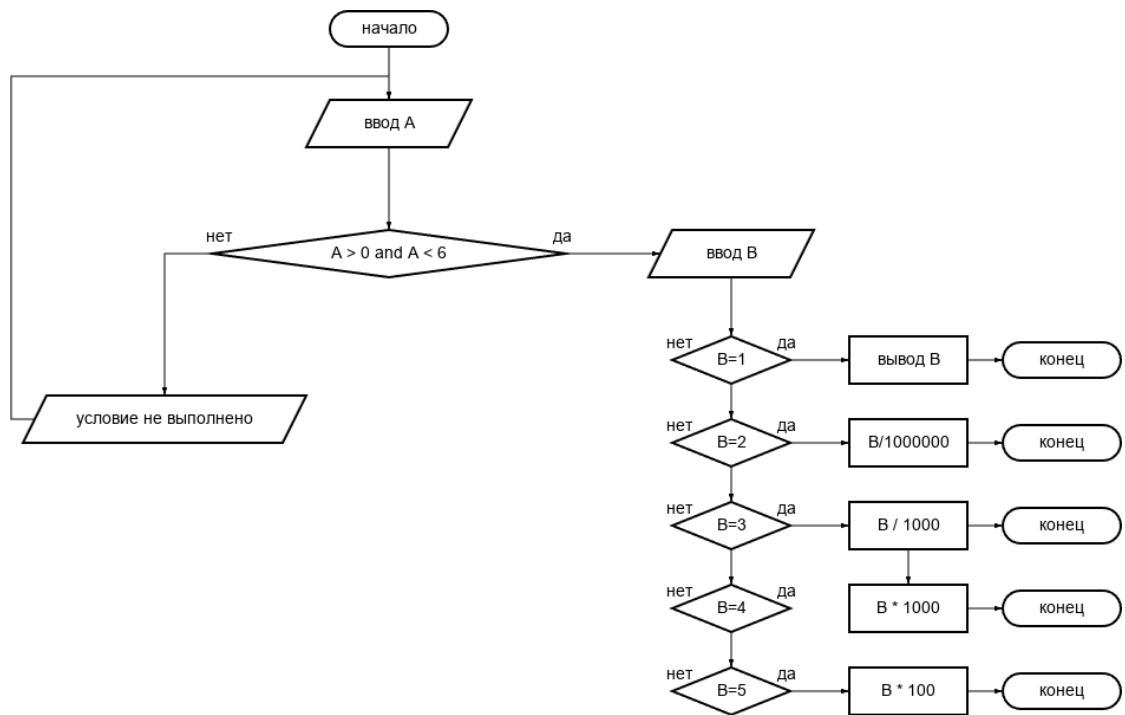 начало
ввод A
нет
A > 0 and A < 6
да
ввод B
условие не выполнено
нет
B=1
да
вывод B
конец
нет
B=2
да
B/1000000
конец
нет
B=3
да
B / 1000
конец
нет
B=4
да
B * 1000
конец
нет
B=5
да
B * 100
конец